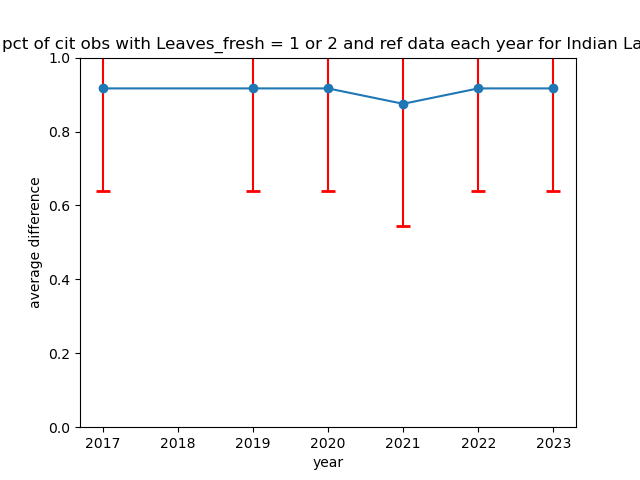 pct of cit obs with Leaves_fresh = 1 or 2 and ref data each year for Indian La
1.0
0.8
0.6
0.4
0.2
0.0
average difference
2017 2018 2019 2020 2021 2022 2023
year